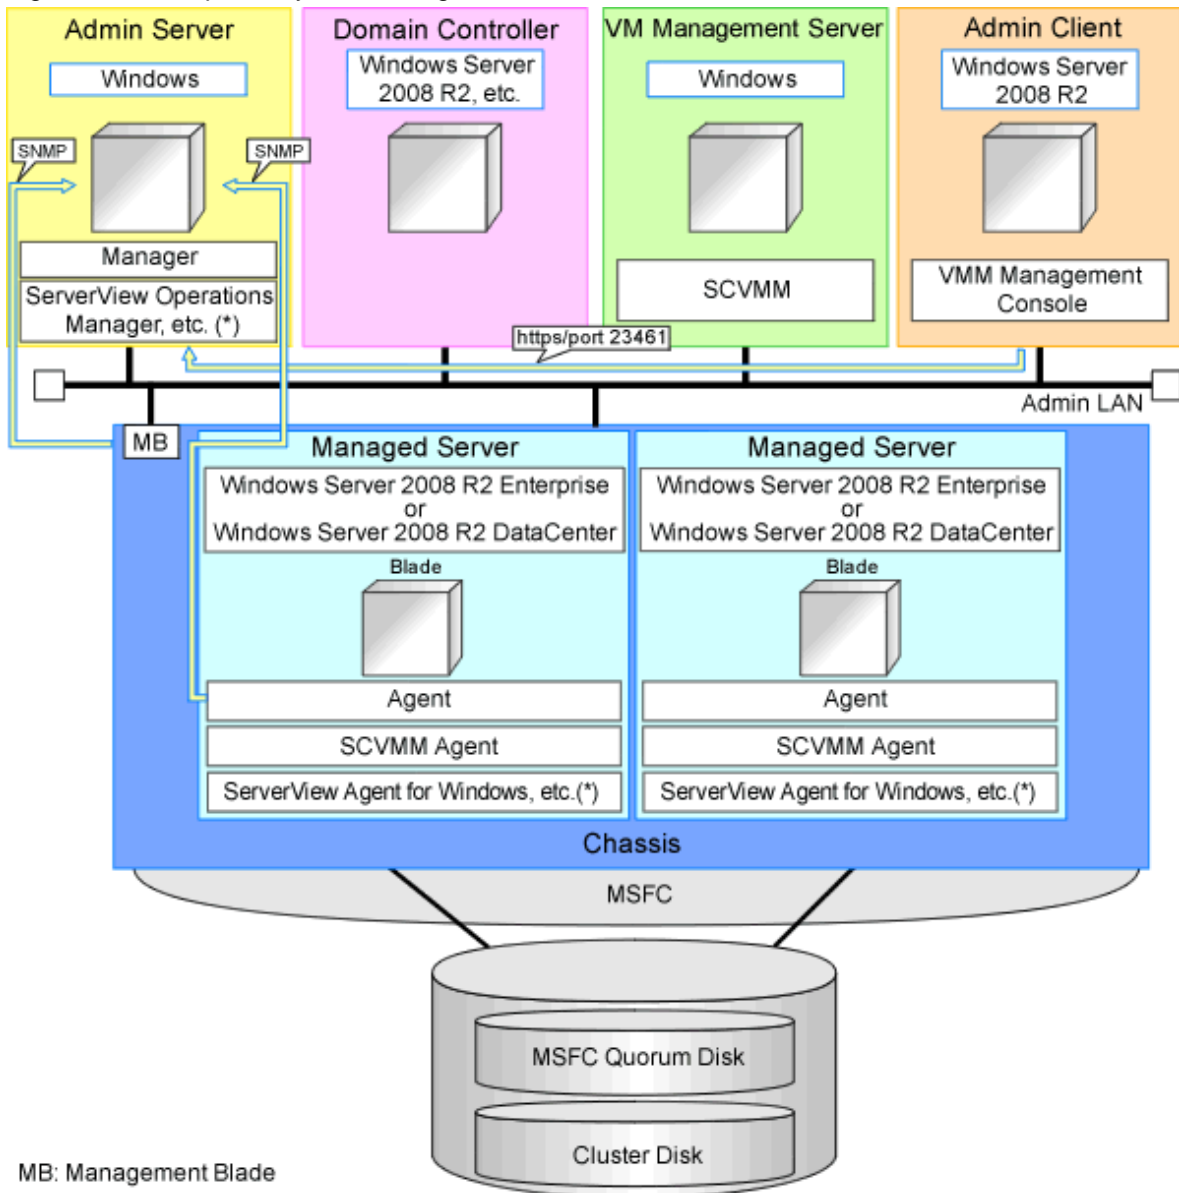 Admin Server
Windows
SNMP
SNMP
Manager
ServerView Operations
Manager, etc. (*)
Domain Controller
Windows Server
2008 R2, etc.
VM Management Server
Windows
SCVMM
Admin Client
Windows Server
2008 R2
VMM Management
Console
https/port 23461
Admin LAN
MB
Managed Server
Windows Server 2008 R2 Enterprise
or
Windows Server 2008 R2 DataCenter
Blade
Agent
SCVMM Agent
ServerView Agent for Windows, etc.(*)
Managed Server
Windows Server 2008 R2 Enterprise
or
Windows Server 2008 R2 DataCenter
Blade
Agent
SCVMM Agent
ServerView Agent for Windows, etc.(*)
Chassis
MSFC
MSFC Quorum Disk
Cluster Disk
MB: Management Blade